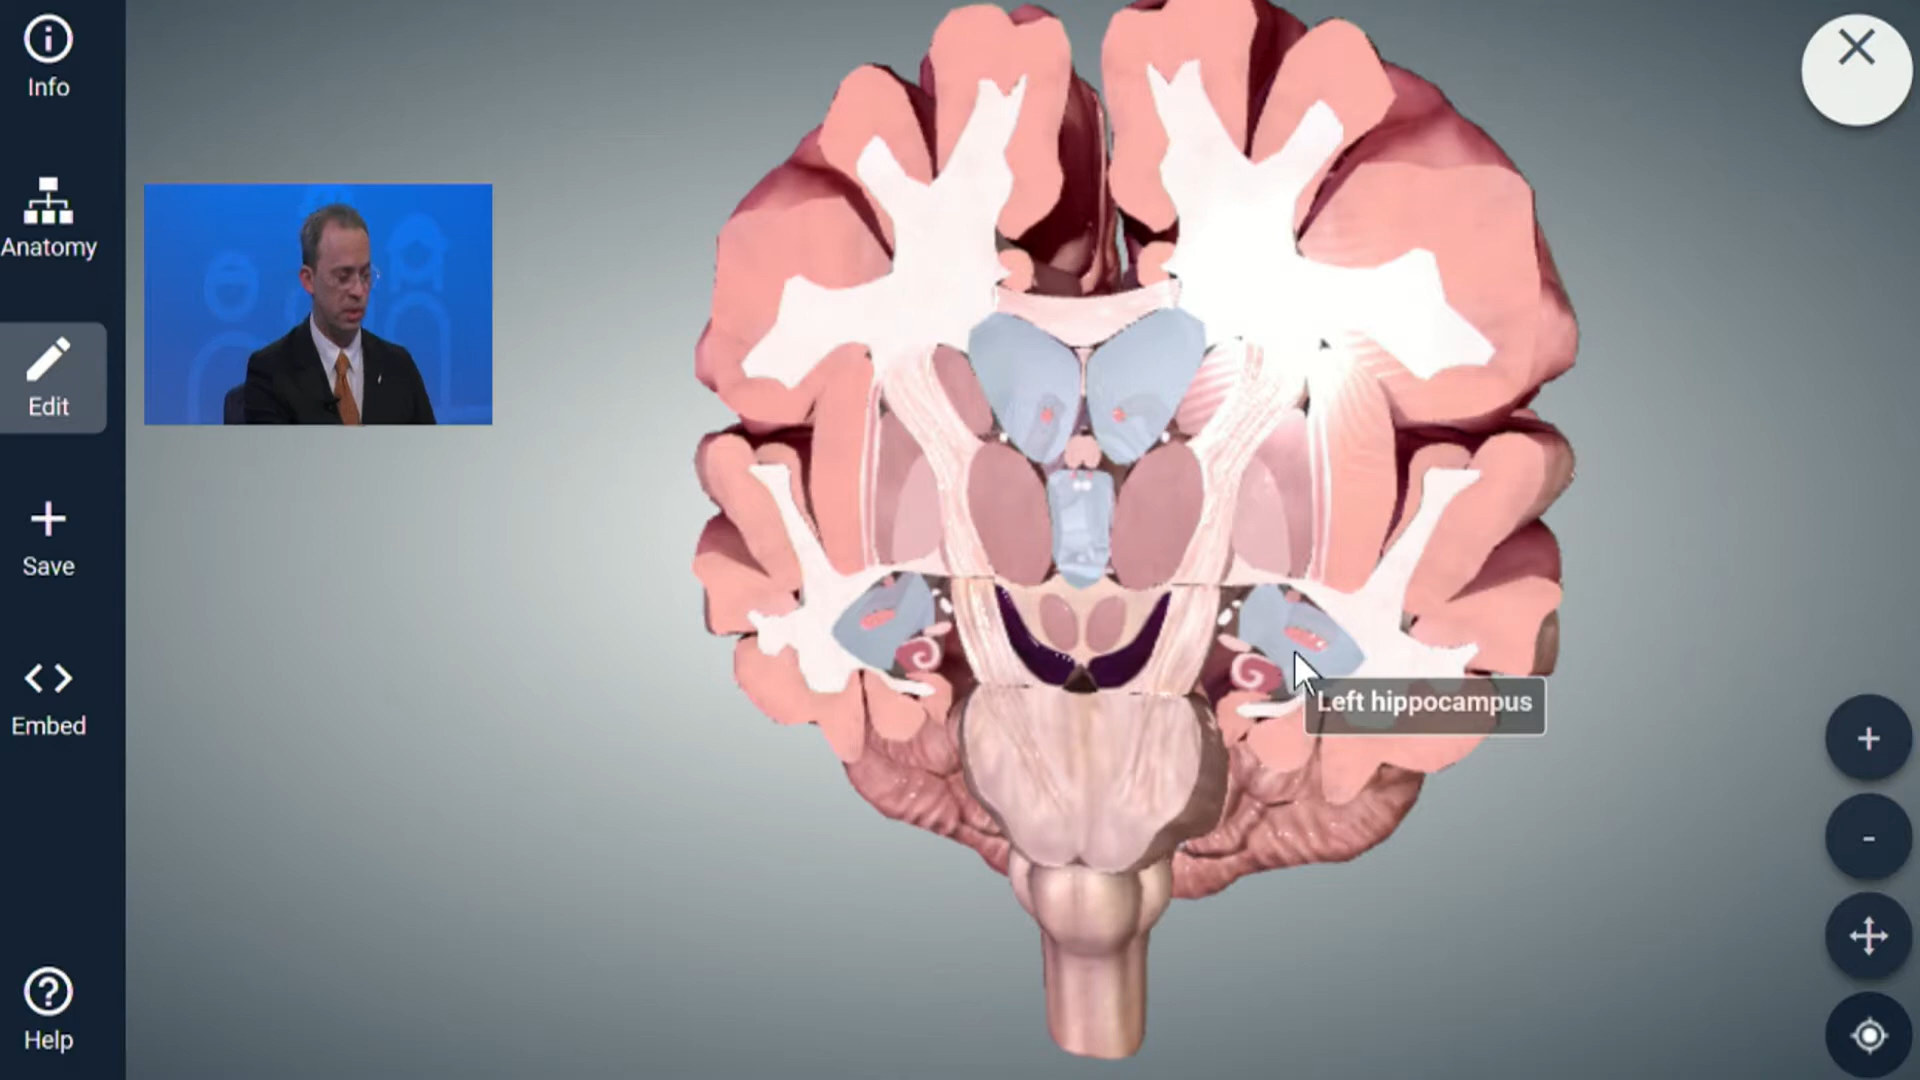 Info
Anatomy
Edit
Save
Embed
Help
Left hippocampus